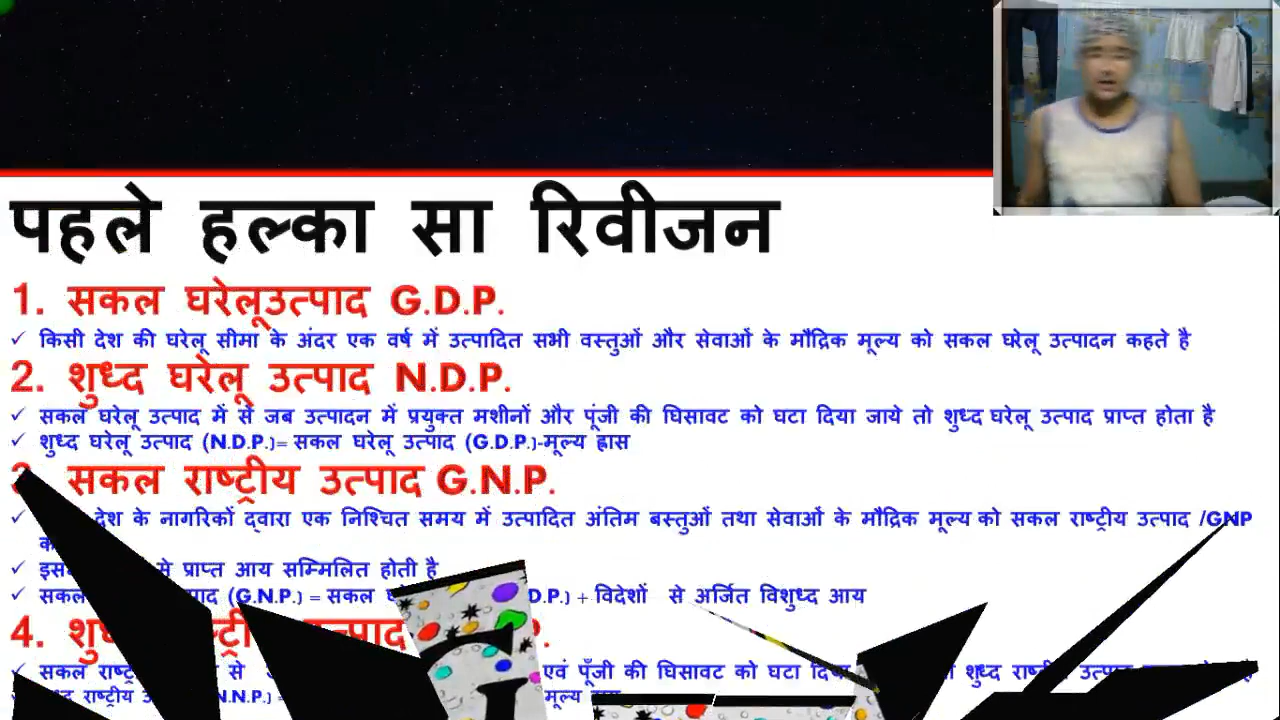 पहले हल्का सा रिवीजन
1. सकल घरेलूउत्पाद G.D.P.
✓ किसी देश की घरेलू सीमा के अंदर एक वर्ष में उत्पादित सभी वस्तुओं और सेवाओं के मौद्रिक मूल्य को सकल घरेलू उत्पादन कहते है
2. शुध्द घरेलू उत्पाद N.D.P.
✓ सकल घरेलू उत्पाद में से जब उत्पादन में प्रयुक्त मशीनों और पूंजी की घिसावट को घटा दिया जाये तो शुध्द घरेलू उत्पाद प्राप्त होता है
✓ शुध्द घरेलू उत्पाद (N.D.P.)= सकल घरेलू उत्पाद (G.D.P.)-मूल्य ह्रास
3. सकल राष्ट्रीय उत्पाद G.N.P.
✓ देश के नागरिकों द्वारा एक निश्चित समय में उत्पादित अंतिम बस्तुओं तथा सेवाओं के मौद्रिक मूल्य को सकल राष्ट्रीय उत्पाद /GNP
✓ से प्राप्त आय सम्मिलित होती है
✓ सकल (G.N.P.) = सकल + विदेशों से अर्जित विशुध्द आय
4.
✓ सकल से एवं पूँजी की घिसावट को घटा शुध्द
राष्ट्रीय मूल्य